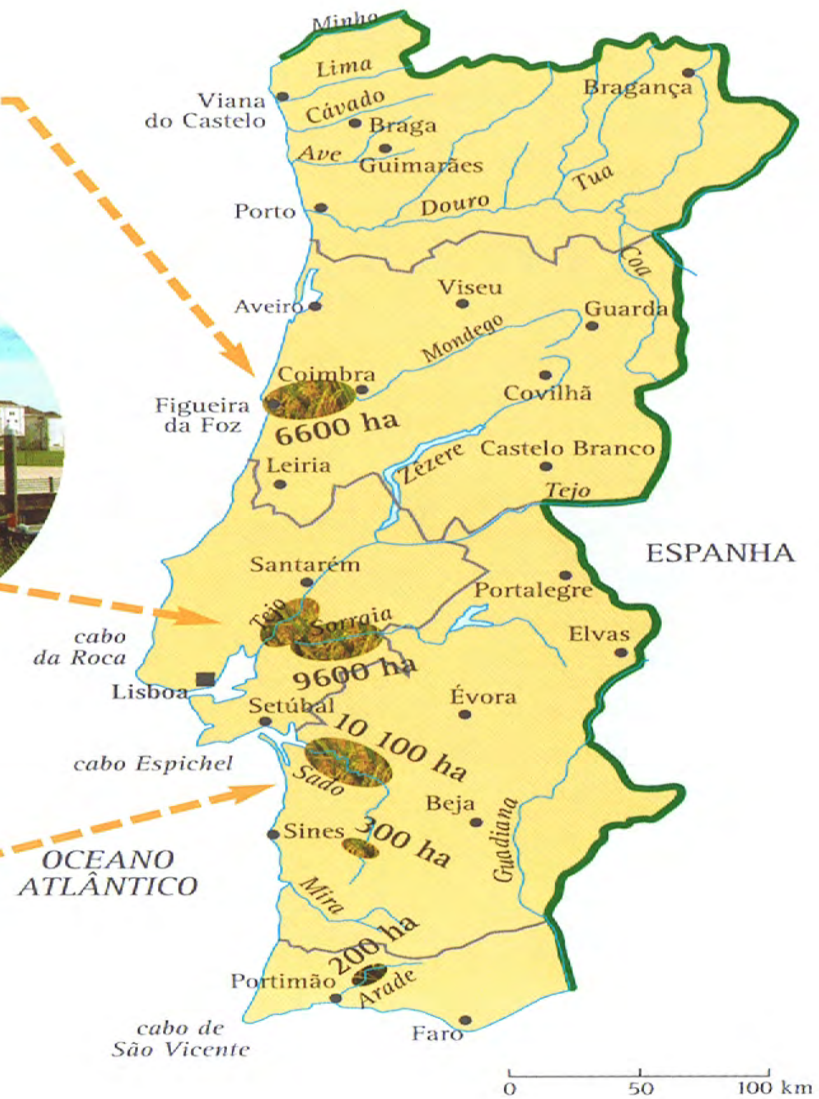 Minho
Lima
Bragança
Viana
do Castelo
Cávado
Braga
Ave
Guimarães
Tua
Douro
Porto
Coa
Viseu
Aveiro
Guarda
Mondego
Coimbra
Covilhã
Figueira
da Foz
6600 ha
Zêzere
Castelo Branco
Leiria
Tejo
ESPANHA
Santarém
Portalegre
Tejo
Sorraia
Elvas
cabo
da Roca
9600 ha
Lisboa
Évora
Setúbal
10 100 ha
cabo Espichel
Sado
Beja
Guadiana
Sines
300 ha
OCEANO
ATLÂNTICO
Mira
200 ha
Portimão
Arade
cabo de
São Vicente
Faro
0 50 100 km